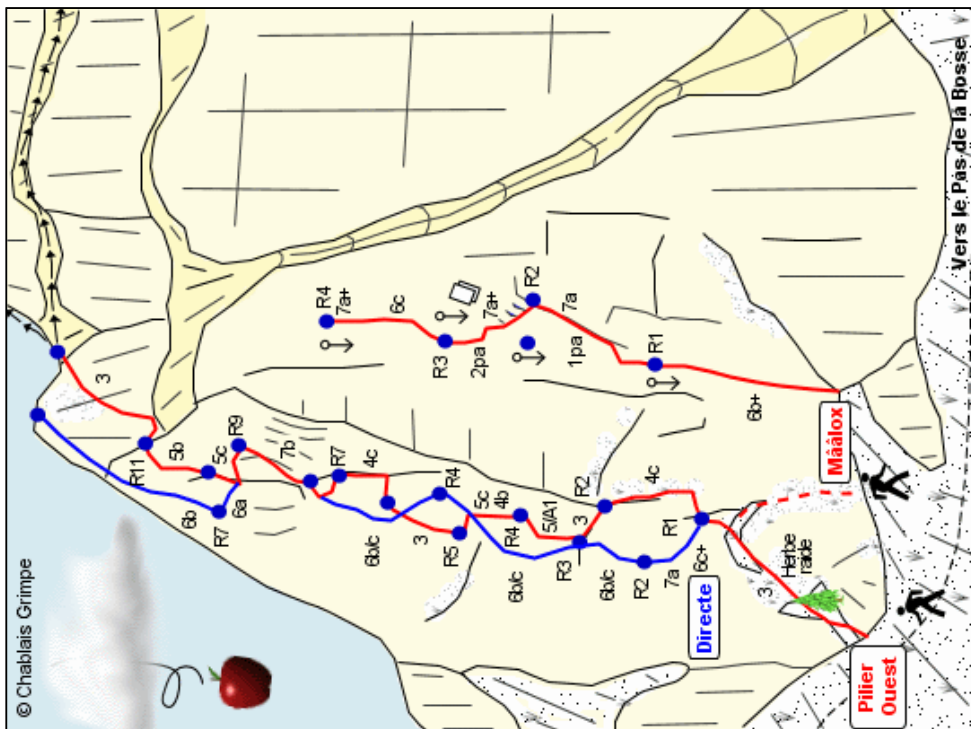 © Chablais Grimpe
3
R11
5b
5c
R9
6b
R7
6a
7b
R7
4c
R4
6b/c
3
R5
5c
4b
R4
6b/c
5/A1
R2
3
R3
4c
6b/c
R2
R1
7a
6c+
Directe
3
Herbe
raide
Pilier
Ouest
R4
7a+
6c
R3
2pa
7a+
R2
7a
1pa
R1
6b+
Mââlox
Vers le Pas de la Bosse